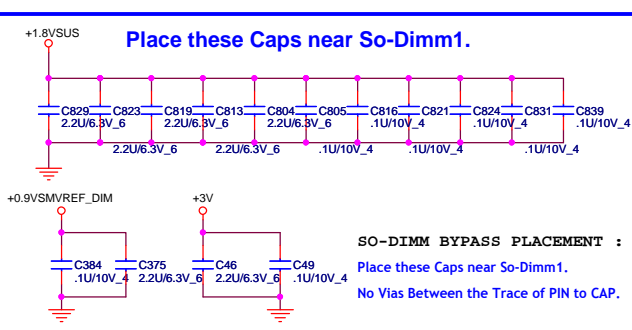 +1.8VSUS
Place these Caps near So-Dimm1.
C829 C823 C819 C813 C804 C805 C816 C821 C824 C831 C839
2.2U/6.3V_6 2.2U/6.3V_6 2.2U/6.3V_6 .1U/10V_4 .1U/10V_4 .1U/10V_4
2.2U/6.3V_6 2.2U/6.3V_6 .1U/10V_4 .1U/10V_4 .1U/10V_4
+0.9VSMVREF_DIM +3V
SO-DIMM BYPASS PLACEMENT :
C384 C375 C46 C49
.1U/10V_4 2.2U/6.3V_6 2.2U/6.3V_6 .1U/10V_4
Place these Caps near So-Dimm1.
No Vias Between the Trace of PIN to CAP.